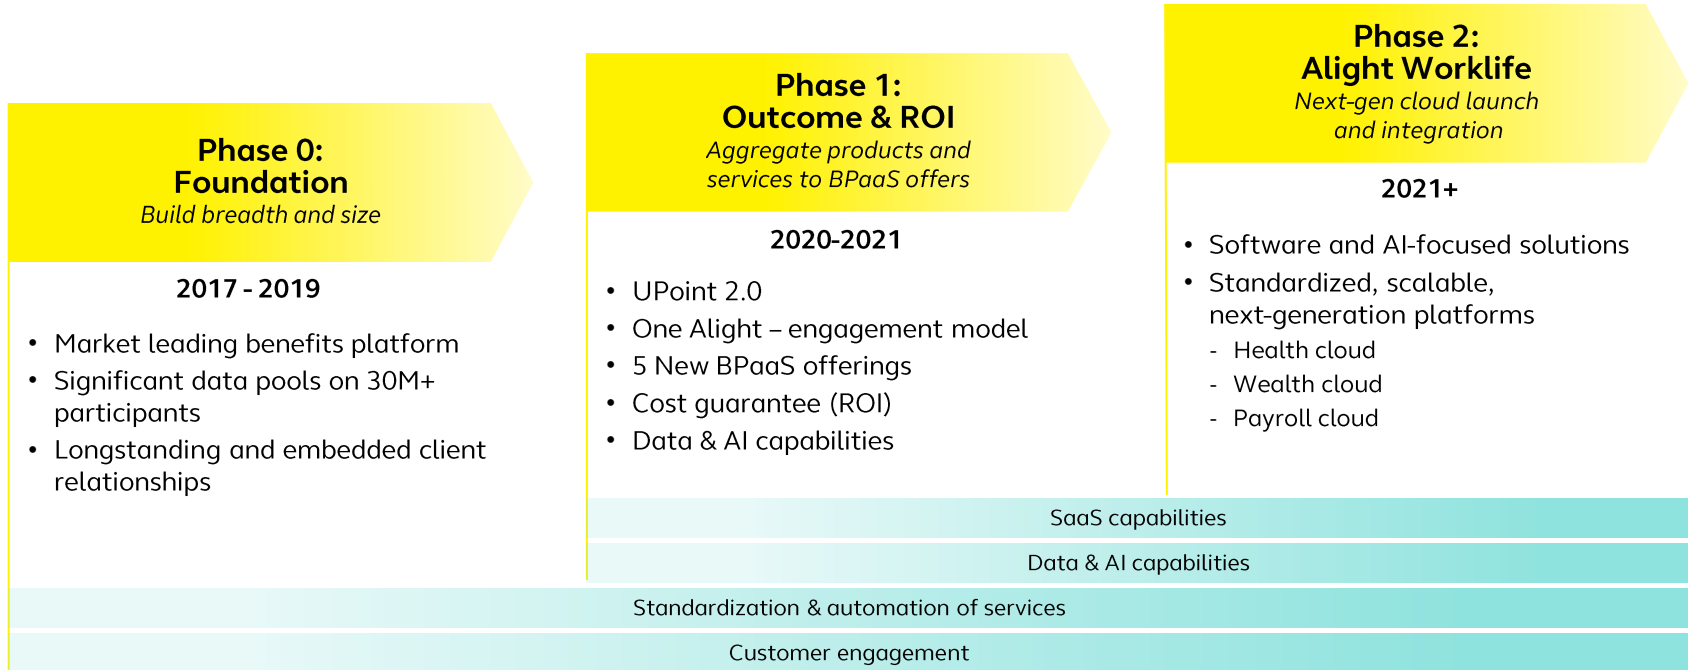 Phase 0:
Foundation
Build breadth and size
2017 - 2019
• Market leading benefits platform
• Significant data pools on 30M+
participants
• Longstanding and embedded client
relationships
Phase 1:
Outcome & ROI
Aggregate products and
services to BPaaS offers
2020-2021
• UPoint 2.0
• One Alight – engagement model
• 5 New BPaaS offerings
• Cost guarantee (ROI)
• Data & AI capabilities
Phase 2:
Alight Worklife
Next-gen cloud launch
and integration
2021+
• Software and AI-focused solutions
• Standardized, scalable,
next-generation platforms
- Health cloud
- Wealth cloud
- Payroll cloud
SaaS capabilities
Data & AI capabilities
Standardization & automation of services
Customer engagement